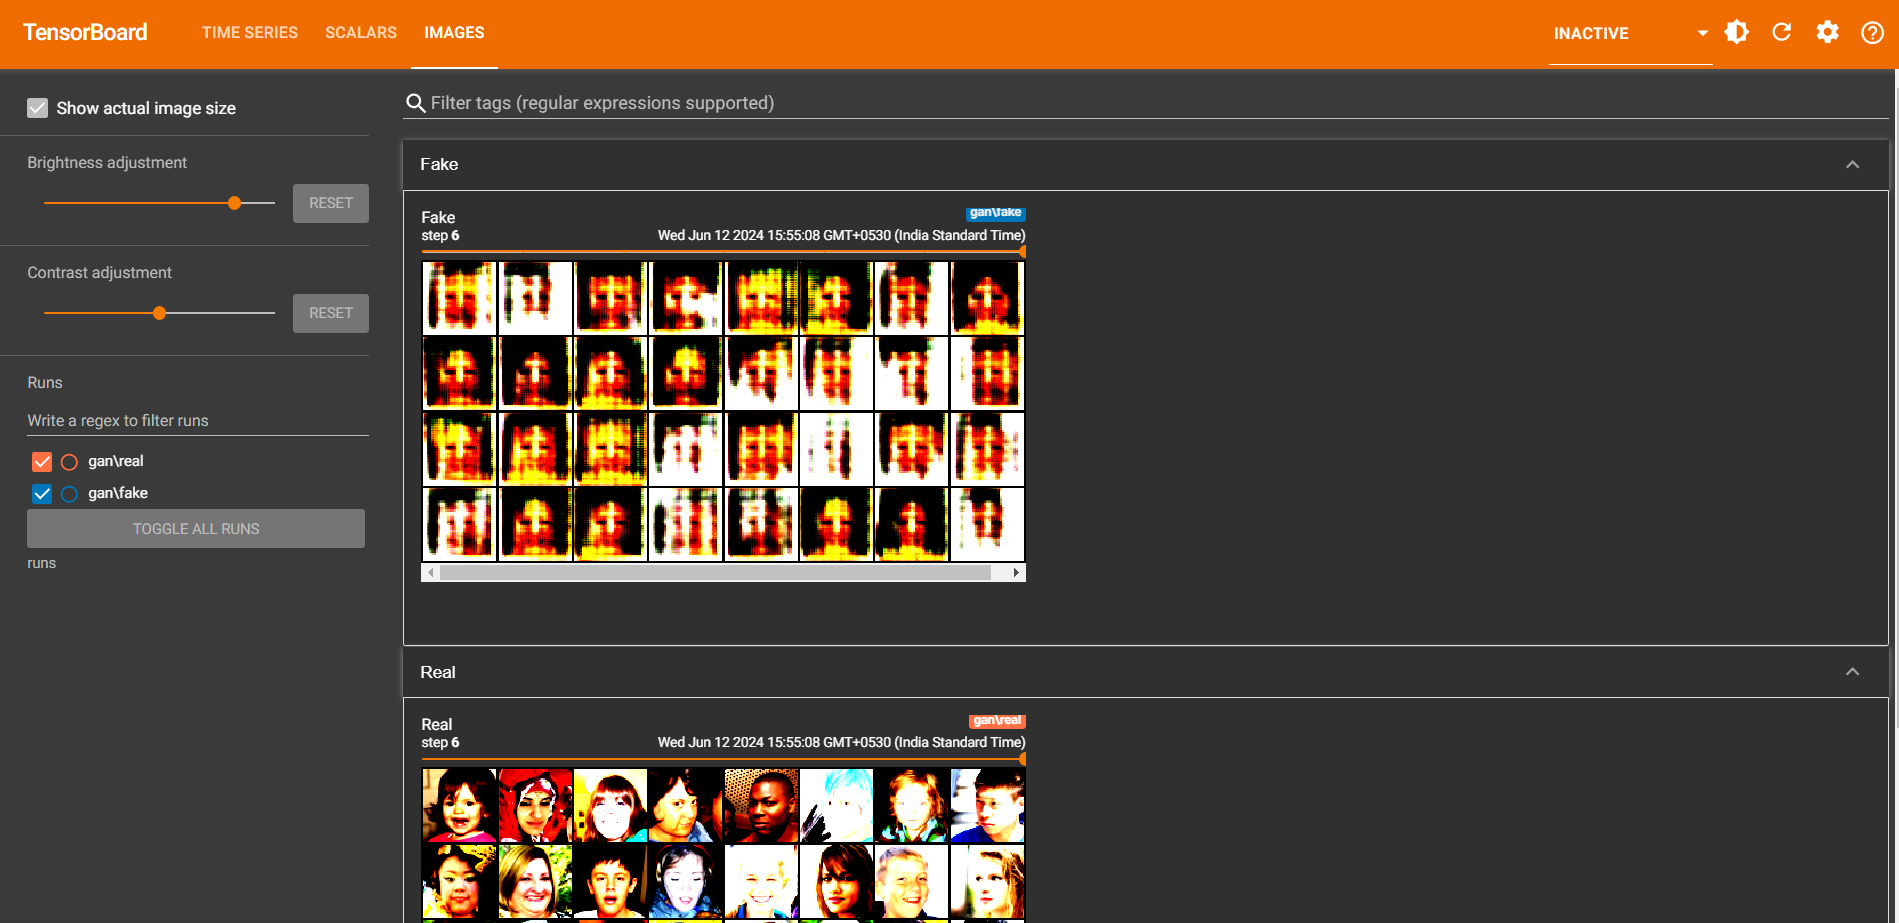 TensorBoard
TIME SERIES
SCALARS
IMAGES
INACTIVE
Show actual image size
Brightness adjustment
RESET
Contrast adjustment
RESET
Runs
Write a regex to filter runs
gan\real
gan\fake
TOGGLE ALL RUNS
runs
Filter tags (regular expressions supported)
Fake
Fake
gan\fake
step 6
Wed Jun 12 2024 15:55:08 GMT+0530 (India Standard Time)
Real
Real
gan\real
step 6
Wed Jun 12 2024 15:55:08 GMT+0530 (India Standard Time)